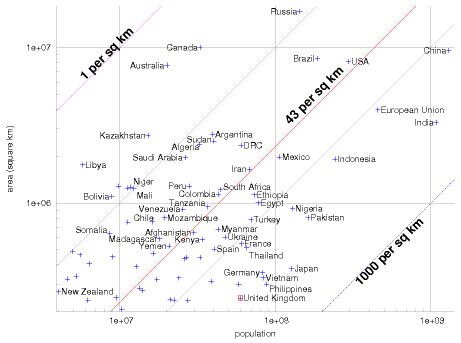 Russia
Canada
Australia
Brazil
USA
China
1 per sq km
43 per sq km
1000 per sq km
European Union
India
Kazakhstan
Sudan
Argentina
Algeria
DRC
Saudi Arabia
Mexico
Indonesia
Libya
Iran
Niger
Peru
South Africa
Bolivia
Mali
Colombia
Ethiopia
Tanzania
Egypt
Venezuela
Nigeria
Chile
Mozambique
Turkey
Pakistan
Somalia
Afghanistan
Myanmar
Madagascar
Kenya
Ukraine
Yemen
Spain
France
Thailand
Germany
Japan
Vietnam
Philippines
New Zealand
United Kingdom
1e+07
1e+06
area (square km)
1e+07
1e+08
1e+09
population